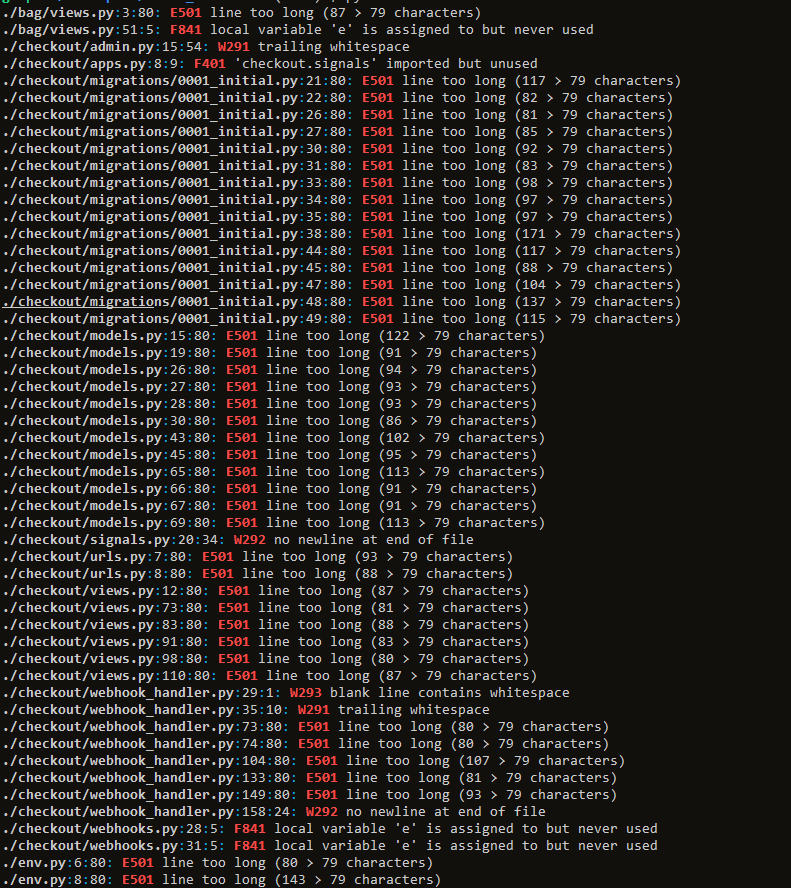 ./bag/views.py:3:80: E501 line too long (87 > 79 characters)
./bag/views.py:51:5: F841 local variable 'e' is assigned to but never used
./checkout/admin.py:15:54: W291 trailing whitespace
./checkout/apps.py:8:9: F401 'checkout.signals' imported but unused
./checkout/migrations/0001_initial.py:21:80: E501 line too long (117 > 79 characters)
./checkout/migrations/0001_initial.py:22:80: E501 line too long (82 > 79 characters)
./checkout/migrations/0001_initial.py:26:80: E501 line too long (81 > 79 characters)
./checkout/migrations/0001_initial.py:27:80: E501 line too long (85 > 79 characters)
./checkout/migrations/0001_initial.py:30:80: E501 line too long (92 > 79 characters)
./checkout/migrations/0001_initial.py:31:80: E501 line too long (83 > 79 characters)
./checkout/migrations/0001_initial.py:33:80: E501 line too long (98 > 79 characters)
./checkout/migrations/0001_initial.py:34:80: E501 line too long (97 > 79 characters)
./checkout/migrations/0001_initial.py:35:80: E501 line too long (97 > 79 characters)
./checkout/migrations/0001_initial.py:38:80: E501 line too long (171 > 79 characters)
./checkout/migrations/0001_initial.py:44:80: E501 line too long (117 > 79 characters)
./checkout/migrations/0001_initial.py:45:80: E501 line too long (88 > 79 characters)
./checkout/migrations/0001_initial.py:47:80: E501 line too long (104 > 79 characters)
./checkout/migrations/0001_initial.py:48:80: E501 line too long (137 > 79 characters)
./checkout/migrations/0001_initial.py:49:80: E501 line too long (115 > 79 characters)
./checkout/models.py:15:80: E501 line too long (122 > 79 characters)
./checkout/models.py:19:80: E501 line too long (91 > 79 characters)
./checkout/models.py:26:80: E501 line too long (94 > 79 characters)
./checkout/models.py:27:80: E501 line too long (93 > 79 characters)
./checkout/models.py:28:80: E501 line too long (93 > 79 characters)
./checkout/models.py:30:80: E501 line too long (86 > 79 characters)
./checkout/models.py:43:80: E501 line too long (102 > 79 characters)
./checkout/models.py:45:80: E501 line too long (95 > 79 characters)
./checkout/models.py:65:80: E501 line too long (113 > 79 characters)
./checkout/models.py:66:80: E501 line too long (91 > 79 characters)
./checkout/models.py:67:80: E501 line too long (91 > 79 characters)
./checkout/models.py:69:80: E501 line too long (113 > 79 characters)
./checkout/signals.py:20:34: W292 no newline at end of file
./checkout/urls.py:7:80: E501 line too long (93 > 79 characters)
./checkout/urls.py:8:80: E501 line too long (88 > 79 characters)
./checkout/views.py:12:80: E501 line too long (87 > 79 characters)
./checkout/views.py:73:80: E501 line too long (81 > 79 characters)
./checkout/views.py:83:80: E501 line too long (88 > 79 characters)
./checkout/views.py:91:80: E501 line too long (83 > 79 characters)
./checkout/views.py:98:80: E501 line too long (80 > 79 characters)
./checkout/views.py:110:80: E501 line too long (87 > 79 characters)
./checkout/webhook_handler.py:29:1: W293 blank line contains whitespace
./checkout/webhook_handler.py:35:10: W291 trailing whitespace
./checkout/webhook_handler.py:73:80: E501 line too long (80 > 79 characters)
./checkout/webhook_handler.py:74:80: E501 line too long (80 > 79 characters)
./checkout/webhook_handler.py:104:80: E501 line too long (107 > 79 characters)
./checkout/webhook_handler.py:133:80: E501 line too long (81 > 79 characters)
./checkout/webhook_handler.py:149:80: E501 line too long (93 > 79 characters)
./checkout/webhook_handler.py:158:24: W292 no newline at end of file
./checkout/webhooks.py:28:5: F841 local variable 'e' is assigned to but never used
./checkout/webhooks.py:31:5: F841 local variable 'e' is assigned to but never used
./env.py:6:80: E501 line too long (80 > 79 characters)
./env.py:8:80: E501 line too long (143 > 79 characters)